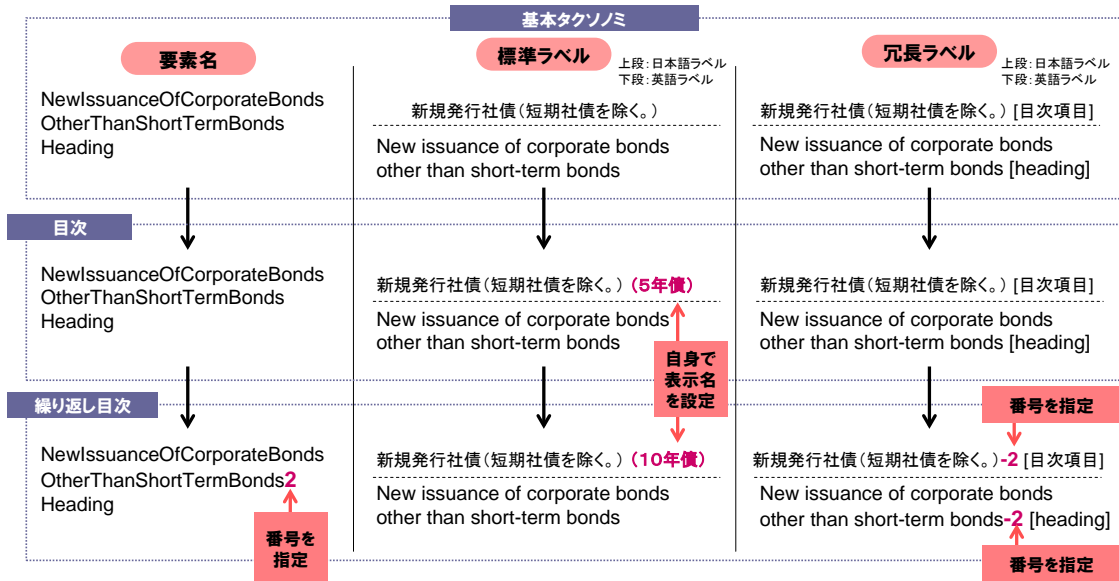 基本タクソノミ
要素名
標準ラベル
上段：日本語ラベル
下段：英語ラベル
冗長ラベル
上段：日本語ラベル
下段：英語ラベル
NewIssuanceOfCorporateBonds
OtherThanShortTermBonds
Heading
新規発行社債（短期社債を除く。）
New issuance of corporate bonds
other than short-term bonds
新規発行社債（短期社債を除く。）[目次項目]
New issuance of corporate bonds
other than short-term bonds [heading]
目次
NewIssuanceOfCorporateBonds
OtherThanShortTermBonds
Heading
新規発行社債（短期社債を除く。）（５年債）
New issuance of corporate bonds
other than short-term bonds
新規発行社債（短期社債を除く。）[目次項目]
New issuance of corporate bonds
other than short-term bonds [heading]
自身で
表示名
を設定
繰り返し目次
番号を指定
NewIssuanceOfCorporateBonds
OtherThanShortTermBonds2
Heading
新規発行社債（短期社債を除く。）（１０年債）
New issuance of corporate bonds
other than short-term bonds
新規発行社債（短期社債を除く。）-2 [目次項目]
New issuance of corporate bonds
other than short-term bonds-2 [heading]
番号を
指定
番号を指定